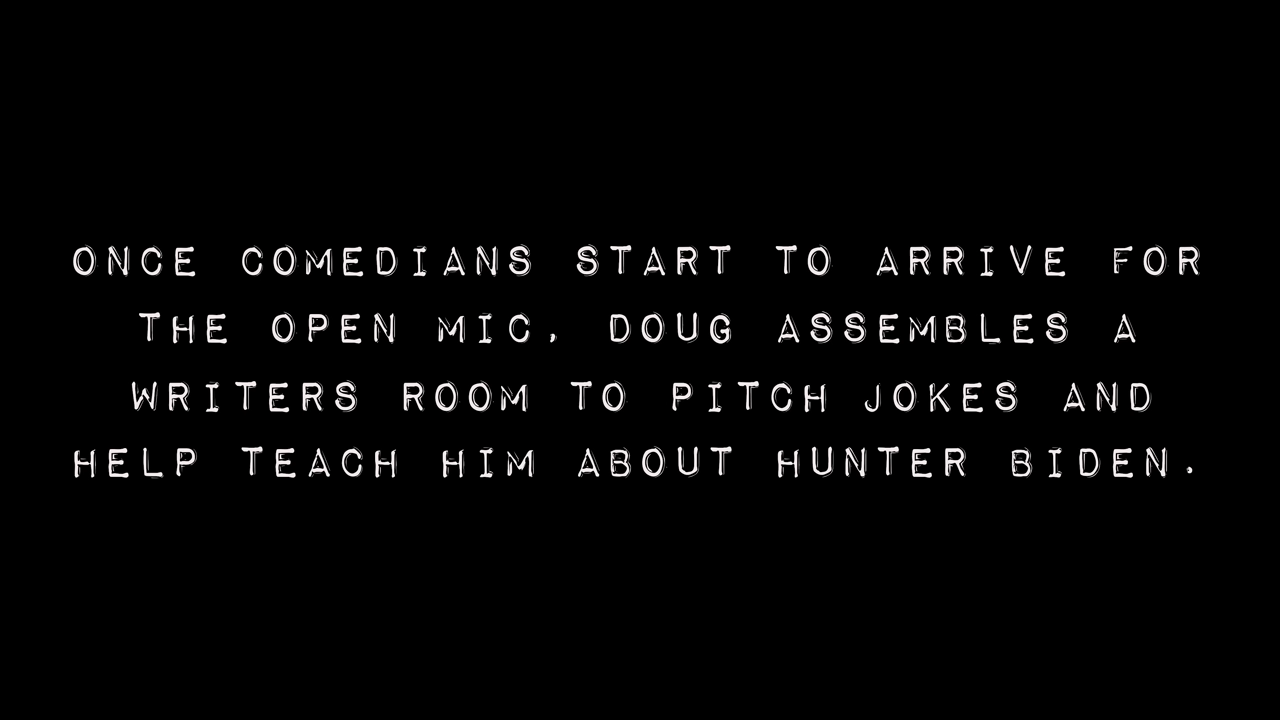 ONCE COMEDIANS START TO ARRIVE FOR
THE OPEN MIC, DOUG ASSEMBLES A
WRITERS ROOM TO PITCH JOKES AND
HELP TEACH HIM ABOUT HUNTER BIDEN.